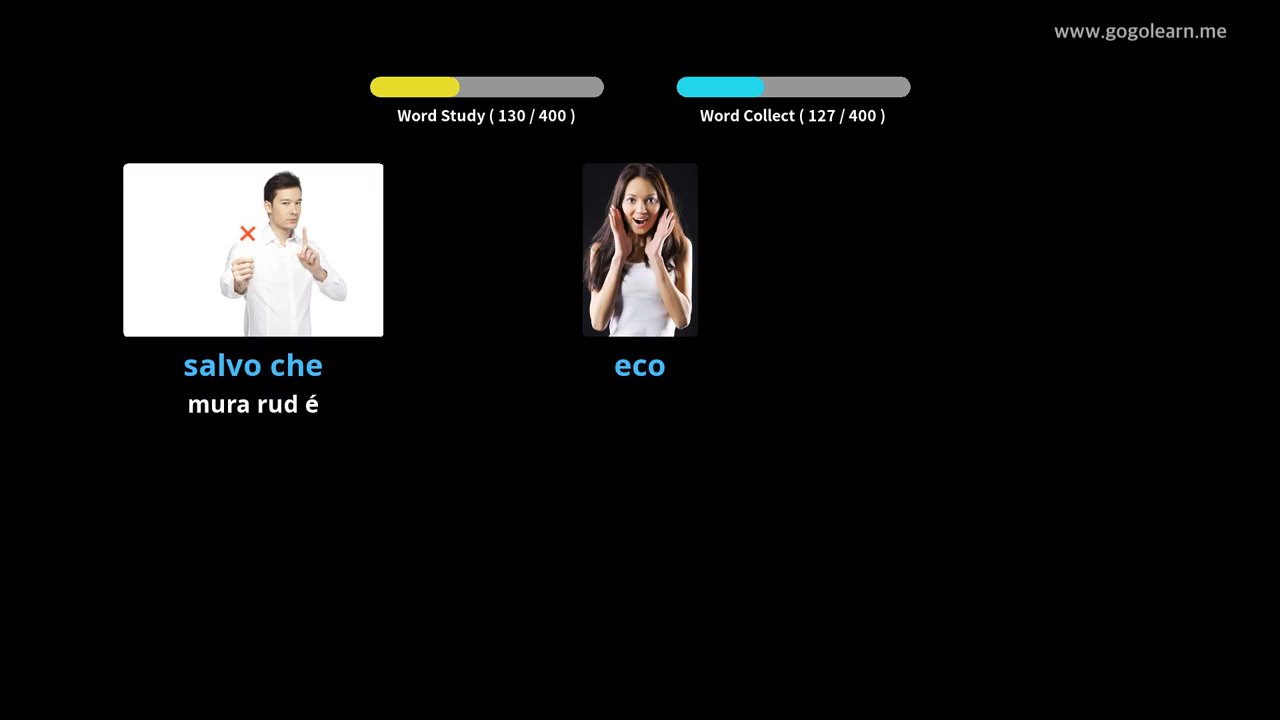 www.gogolearn.me
Word Study ( 130 / 400 )
Word Collect ( 127 / 400 )
salvo che
mura rud é
eco